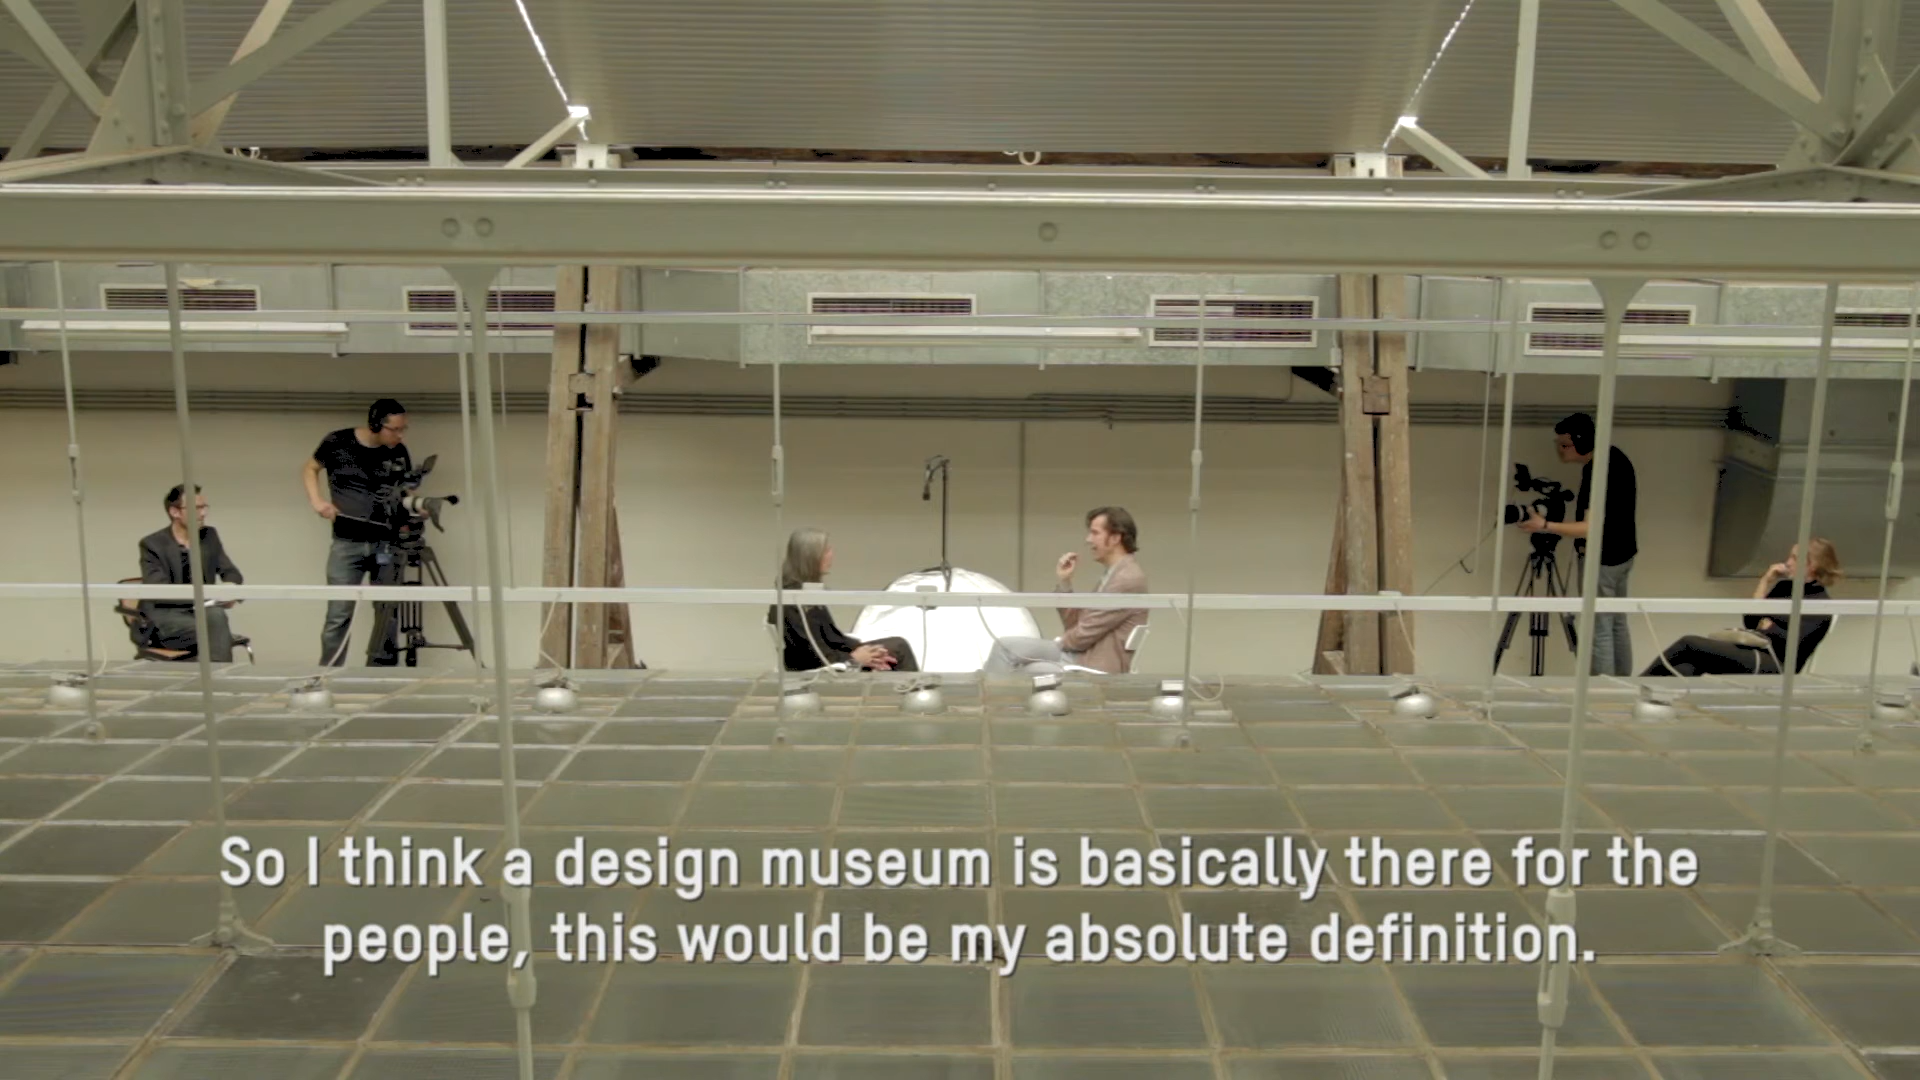 So I think a design museum is basically there for the
people, this would be my absolute definition.